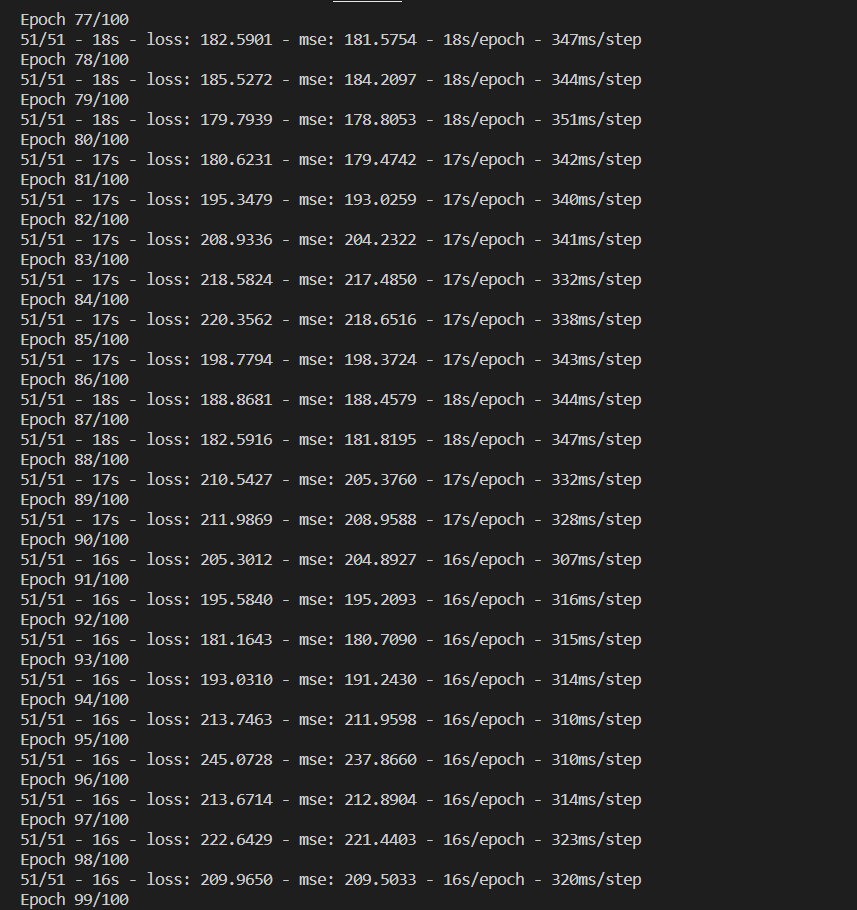 Epoch 77/100
51/51 - 18s - loss: 182.5901 - mse: 181.5754 - 18s/epoch - 347ms/step
Epoch 78/100
51/51 - 18s - loss: 185.5272 - mse: 184.2097 - 18s/epoch - 344ms/step
Epoch 79/100
51/51 - 18s - loss: 179.7939 - mse: 178.8053 - 18s/epoch - 351ms/step
Epoch 80/100
51/51 - 17s - loss: 180.6231 - mse: 179.4742 - 17s/epoch - 342ms/step
Epoch 81/100
51/51 - 17s - loss: 195.3479 - mse: 193.0259 - 17s/epoch - 340ms/step
Epoch 82/100
51/51 - 17s - loss: 208.9336 - mse: 204.2322 - 17s/epoch - 341ms/step
Epoch 83/100
51/51 - 17s - loss: 218.5824 - mse: 217.4850 - 17s/epoch - 332ms/step
Epoch 84/100
51/51 - 17s - loss: 220.3562 - mse: 218.6516 - 17s/epoch - 338ms/step
Epoch 85/100
51/51 - 17s - loss: 198.7794 - mse: 198.3724 - 17s/epoch - 343ms/step
Epoch 86/100
51/51 - 18s - loss: 188.8681 - mse: 188.4579 - 18s/epoch - 344ms/step
Epoch 87/100
51/51 - 18s - loss: 182.5916 - mse: 181.8195 - 18s/epoch - 347ms/step
Epoch 88/100
51/51 - 17s - loss: 210.5427 - mse: 205.3760 - 17s/epoch - 332ms/step
Epoch 89/100
51/51 - 17s - loss: 211.9869 - mse: 208.9588 - 17s/epoch - 328ms/step
Epoch 90/100
51/51 - 16s - loss: 205.3012 - mse: 204.8927 - 16s/epoch - 307ms/step
Epoch 91/100
51/51 - 16s - loss: 195.5840 - mse: 195.2093 - 16s/epoch - 316ms/step
Epoch 92/100
51/51 - 16s - loss: 181.1643 - mse: 180.7090 - 16s/epoch - 315ms/step
Epoch 93/100
51/51 - 16s - loss: 193.0310 - mse: 191.2430 - 16s/epoch - 314ms/step
Epoch 94/100
51/51 - 16s - loss: 213.7463 - mse: 211.9598 - 16s/epoch - 310ms/step
Epoch 95/100
51/51 - 16s - loss: 245.0728 - mse: 237.8660 - 16s/epoch - 310ms/step
Epoch 96/100
51/51 - 16s - loss: 213.6714 - mse: 212.8904 - 16s/epoch - 314ms/step
Epoch 97/100
51/51 - 16s - loss: 222.6429 - mse: 221.4403 - 16s/epoch - 323ms/step
Epoch 98/100
51/51 - 16s - loss: 209.9650 - mse: 209.5033 - 16s/epoch - 320ms/step
Epoch 99/100